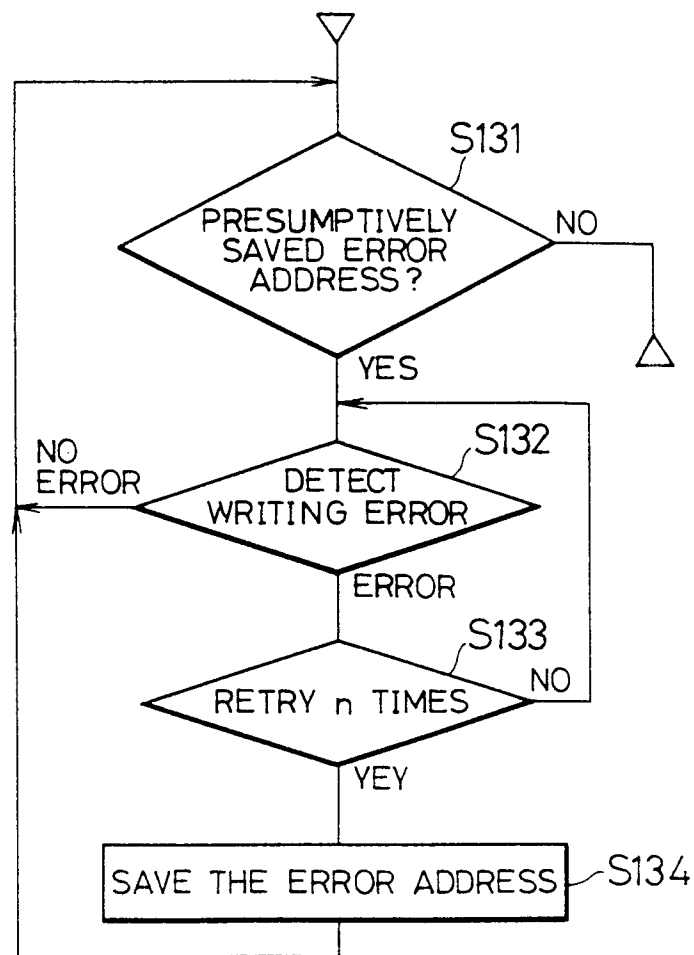 S131
PRESUMPTIVELY
SAVED ERROR
ADDRESS?
NO
YES
S132
NO
ERROR
DETECT
WRITING ERROR
ERROR
S133
RETRY n TIMES
NO
YEY
SAVE THE ERROR ADDRESS
S134